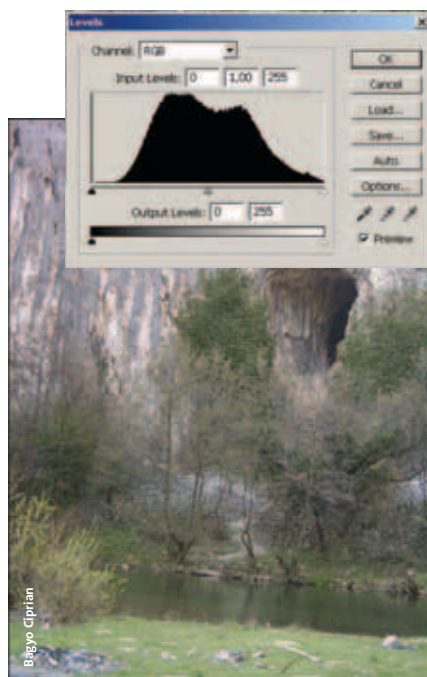 Levels
Channel: RGB
Input Levels: 0 1,00 255
OK
Cancel
Load...
Save...
Auto
Options...
Output Levels: 0 255
Preview
Bagyo Ciprian